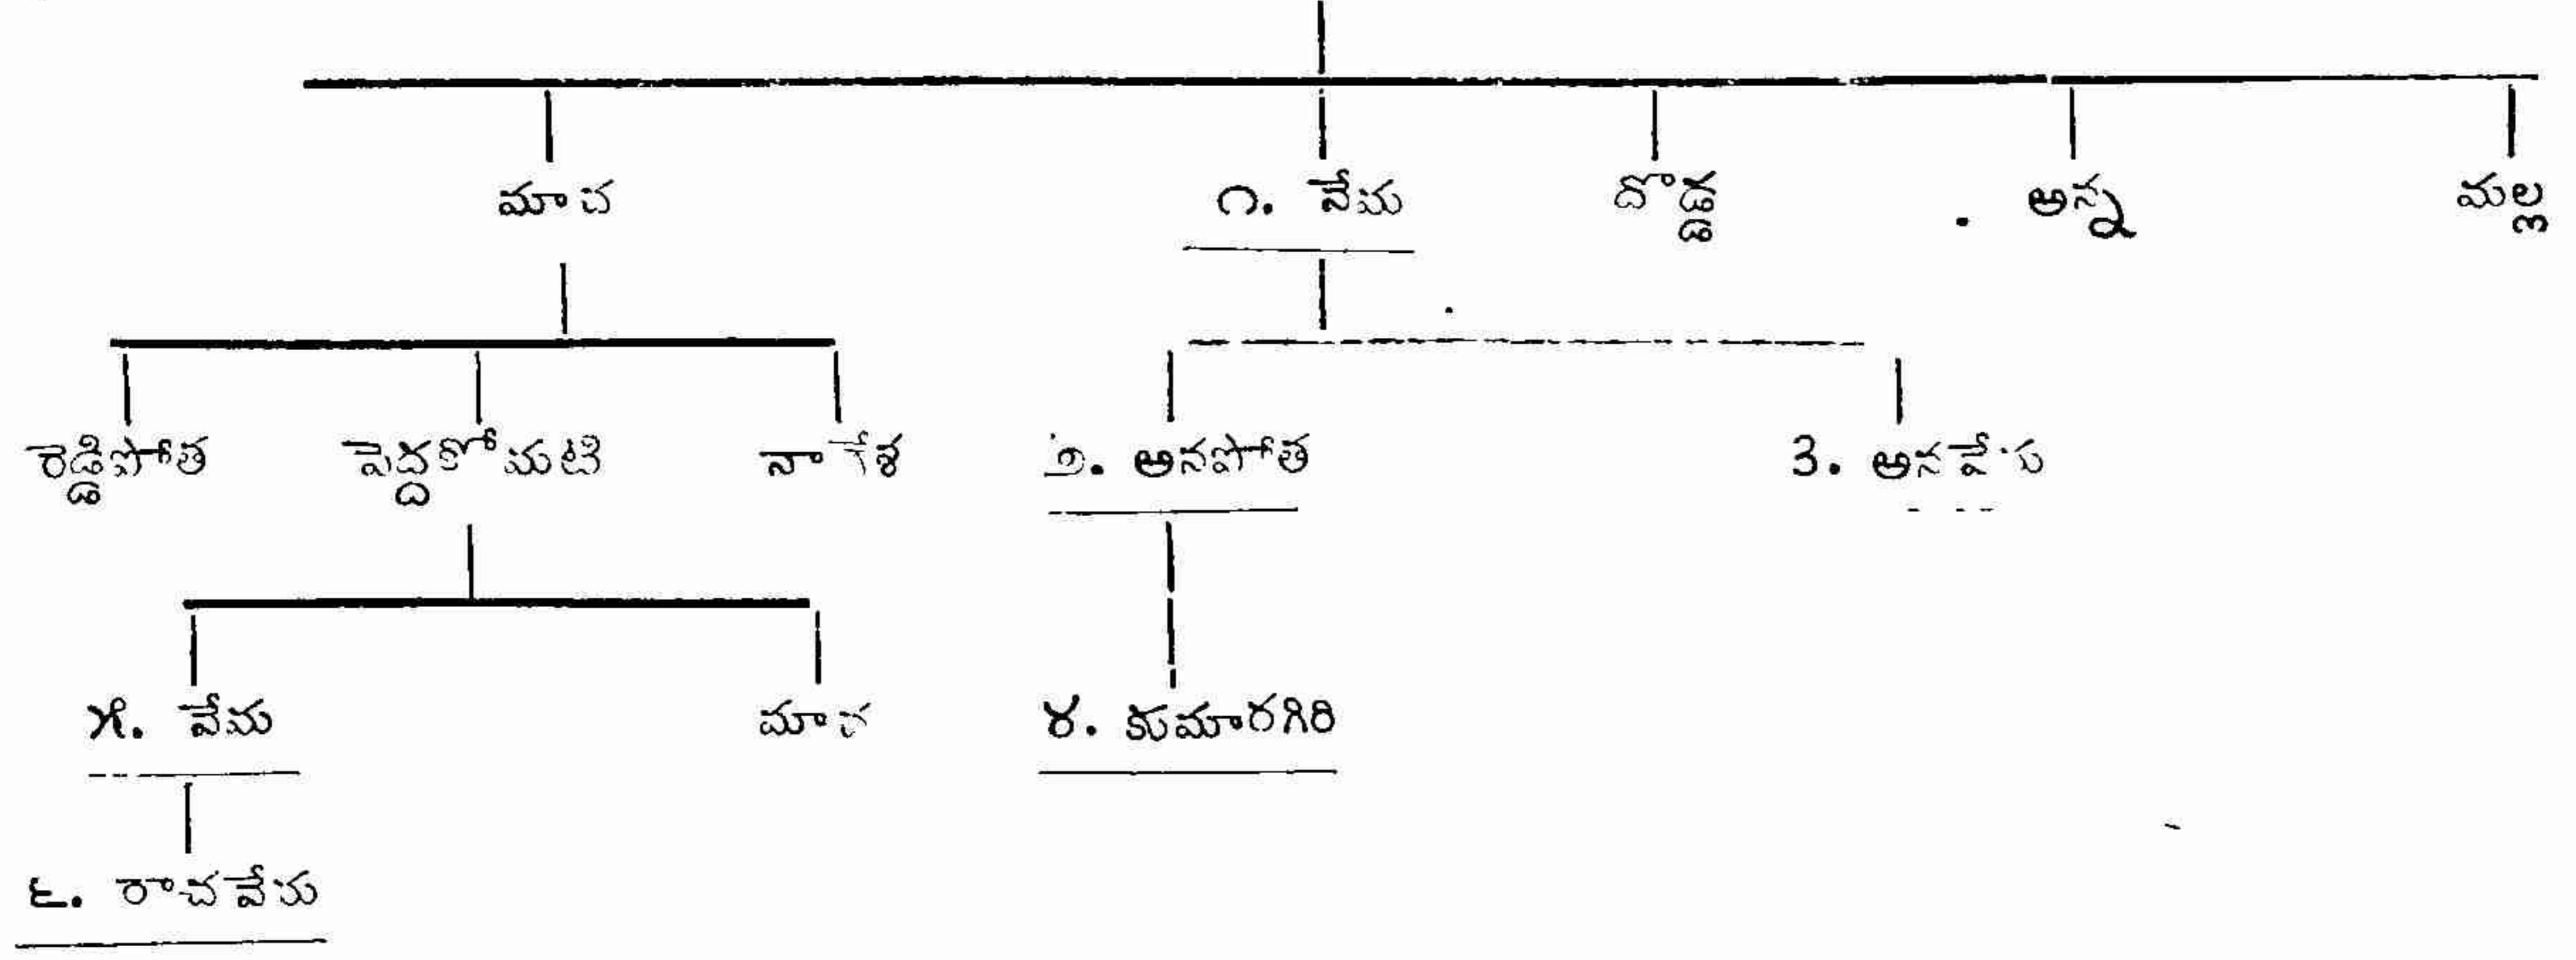 మాచ ౧. వేమ దొడ్డ అన్న మల్ల
రెడ్డిపోత పెద్దకోమటి నాగేశ ౨. అనపోత 3. అనవేమ
౫. వేమ మాచ ౪. కుమారగిరి
౬. రాచవేమ